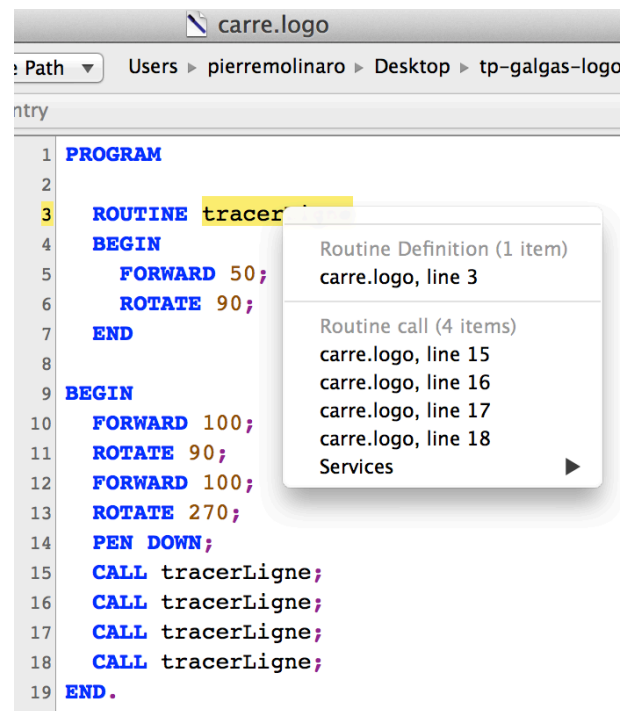 carre.logo
e Path ▼ Users ▹ pierremolinaro ▹ Desktop ▹ tp-galgas-logo
ntry
1 PROGRAM
2
3 ROUTINE tracerLigne
4 BEGIN
5 FORWARD 50;
6 ROTATE 90;
7 END
8
9 BEGIN
10 FORWARD 100;
11 ROTATE 90;
12 FORWARD 100;
13 ROTATE 270;
14 PEN DOWN;
15 CALL tracerLigne;
16 CALL tracerLigne;
17 CALL tracerLigne;
18 CALL tracerLigne;
19 END.
Routine Definition (1 item)
carre.logo, line 3
Routine call (4 items)
carre.logo, line 15
carre.logo, line 16
carre.logo, line 17
carre.logo, line 18
Services ▶